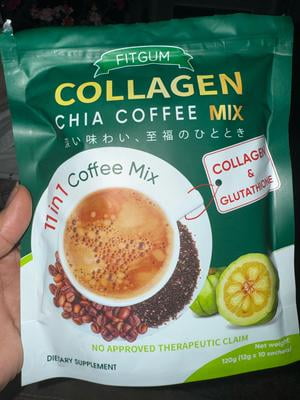 FITGUM
COLLAGEN
CHIA COFFEE MIX
い味わい、至福のひととき
COLLAGEN
&
GLUTATHIONE
11 in 1 Coffee Mix
NO APPROVED THERAPEUTIC CLAIM
DIETARY SUPPLEMENT
Net weight:
120g (12g x 10 sachets)